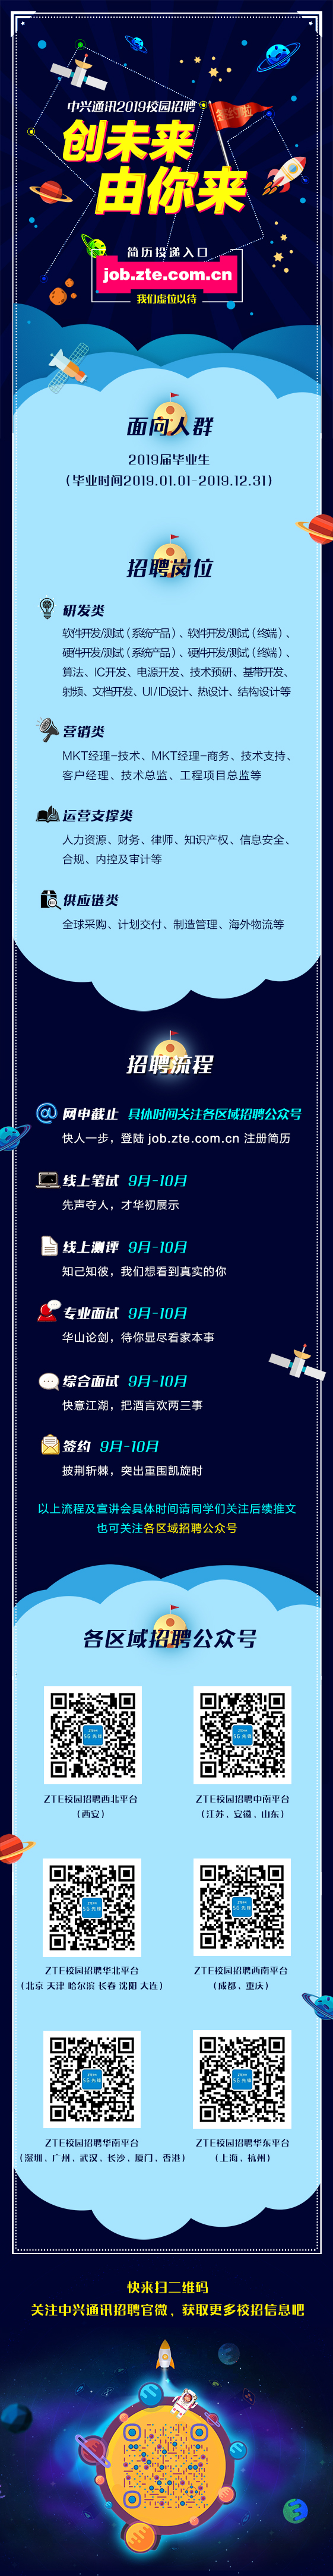 中兴通讯2019校园招聘
创未来
由你来
简历投递入口
job.zte.com.cn
我们虚位以待
面向人群
2019届毕业生
（毕业时间2019.01.01-2019.12.31）
招聘岗位
研发类
软件开发/测试（系统产品）、软件开发/测试（终端）、
硬件开发/测试（系统产品）、硬件开发/测试（终端）、
算法、IC开发、电源开发、技术预研、基带开发、
射频、文档开发、UI/ID设计、热设计、结构设计等
营销类
MKT经理-技术、MKT经理-商务、技术支持、
客户经理、技术总监、工程项目总监等
运营支撑类
人力资源、财务、律师、知识产权、信息安全、
合规、内控及审计等
供应链类
全球采购、计划交付、制造管理、海外物流等
招聘流程
网申截止 具体时间关注各区域招聘公众号
快人一步，登陆 job.zte.com.cn 注册简历
线上笔试 9月-10月
先声夺人，才华初展示
线上测评 9月-10月
知己知彼，我们想看到真实的你
专业面试 9月-10月
华山论剑，待你显尽看家本事
综合面试 9月-10月
快意江湖，把酒言欢两三事
签约 9月-10月
披荆斩棘，突出重围凯旋时
以上流程及宣讲会具体时间请同学们关注后续推文
也可关注各区域招聘公众号
各区域招聘公众号
5G先锋
5G先锋
ZTE校园招聘西北平台
（西安）
ZTE校园招聘中南平台
（江苏、安徽、山东）
5G先锋
5G先锋
ZTE校园招聘华北平台
（北京 天津 哈尔滨 长春 沈阳 大连）
ZTE校园招聘西南平台
（成都、重庆）
5G先锋
5G先锋
ZTE校园招聘华南平台
（深圳、广州、武汉、长沙、厦门、香港）
ZTE校园招聘华东平台
（上海、杭州）
快来扫二维码
关注中兴通讯招聘官微，获取更多校招信息吧